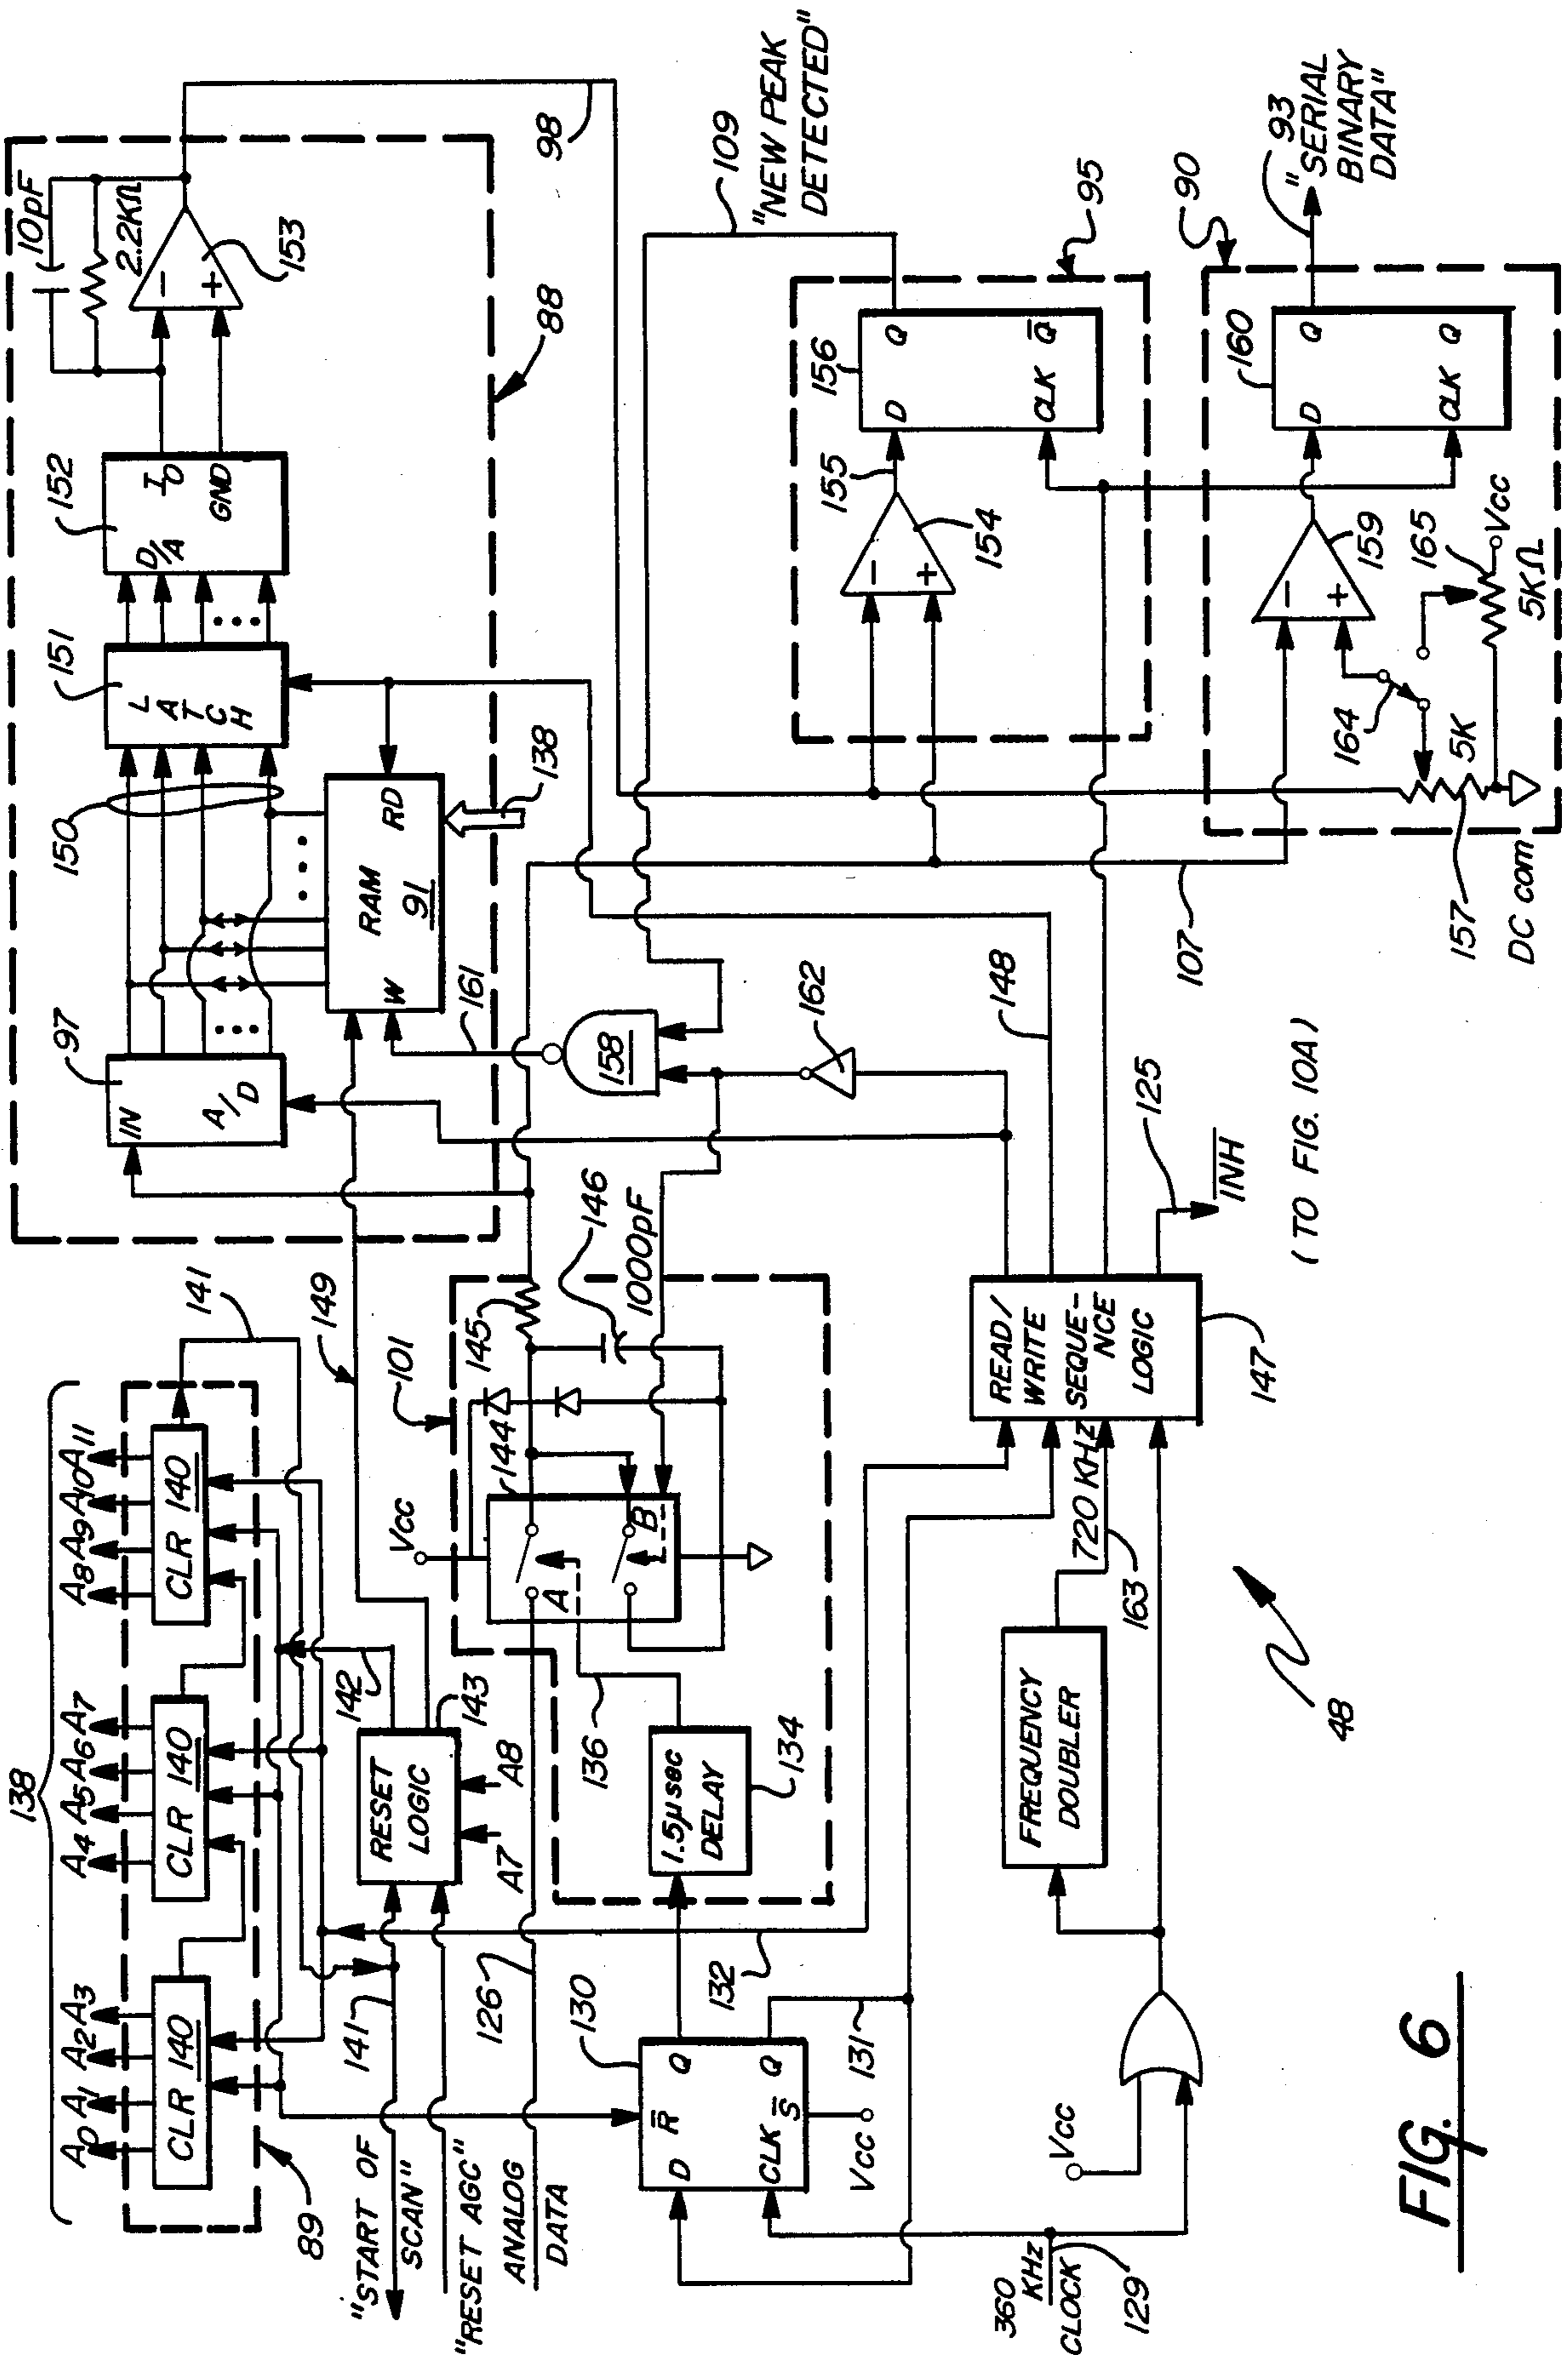 138
A0 A1 A2 A3
A4 A5 A6 A7
A8 A9 A10 A11
CLR 140
CLR 140
CLR 140
89
141
"START OF
SCAN"
141
"RESET AGC"
ANALOG
DATA
126
142
RESET
LOGIC
143
A7 A8
149
101
Vcc
144
145
146
1000pF
A
B
136
1.5µsec
DELAY
134
130
D R̅ Q
CLK S̅ Q
Vcc
131
132
360
KHz
CLOCK
129
Vcc
FREQUENCY
DOUBLER
720 KHz
163
READ/
WRITE
SEQUE-
NCE
LOGIC
147
125
I̅N̅H̅
(TO FIG. 10A)
148
162
158
161
97
IN
A/D
150
RAM
91
W
RD
138
151
L
A
T
C
H
152
D/A
IO
GND
10pF
2.2KΩ
−
+
153
88
98
109
"NEW PEAK
DETECTED"
95
155
−
+
154
156
D Q
CLK Q̅
107
90
93
"SERIAL
BINARY
DATA"
160
D Q
CLK Q
−
+
159
164
165
Vcc
5KΩ
5K
157
DC com
48
FIG. 6